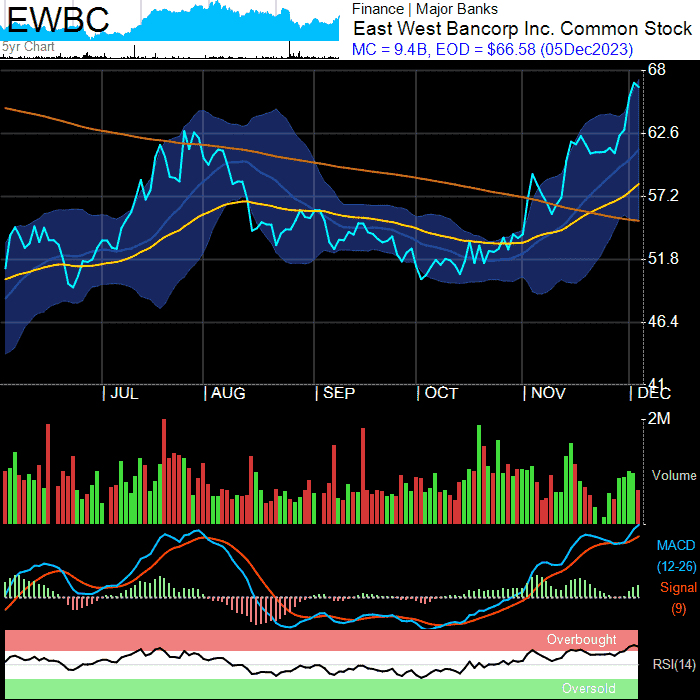 EWBC
5yr Chart
Finance | Major Banks
East West Bancorp Inc. Common Stock
MC = 9.4B, EOD = $66.58 (05Dec2023)
68
62.6
57.2
51.8
46.4
41
JUL AUG SEP OCT NOV DEC
2M
Volume
MACD
(12-26)
Signal
(9)
Overbought
RSI(14)
Oversold